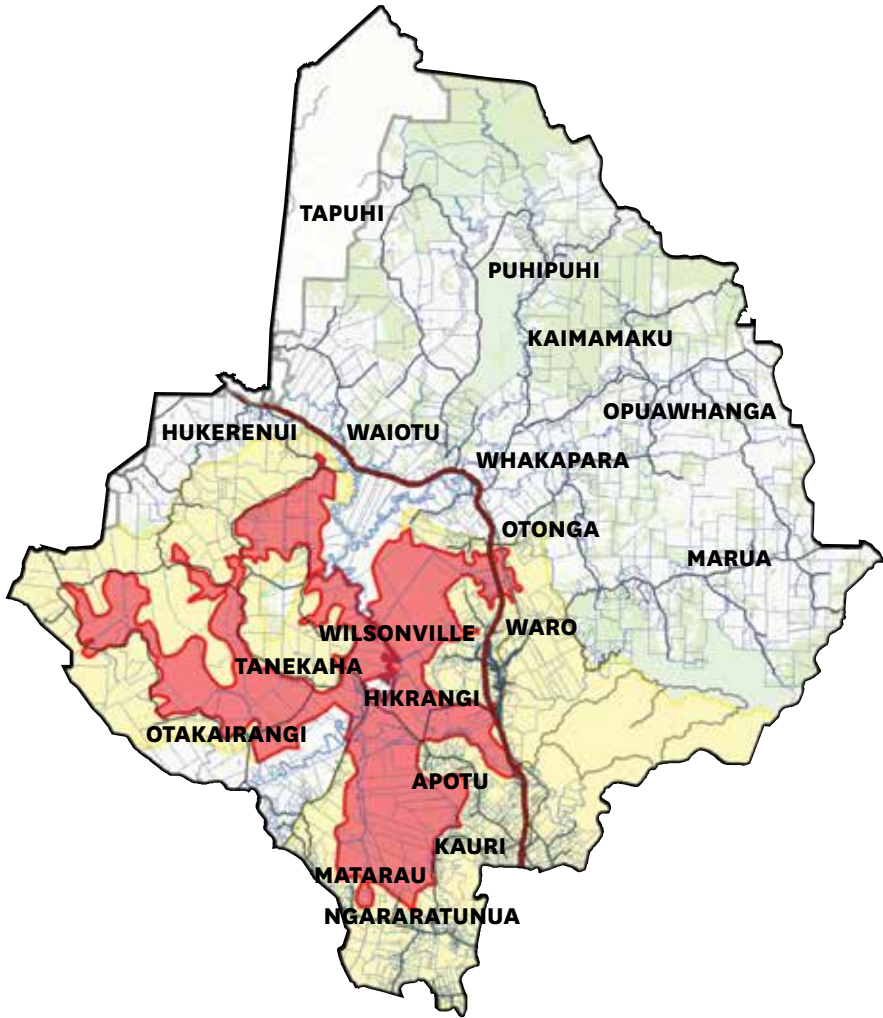 TAPUHI
PUHIPUHI
KAIMAMAKU
OPUAWHANGA
HUKERENUI
WAIOTU
WHAKAPARA
OTONGA
MARUA
WARO
WILSONVILLE
TANEKAHA
HIKRANGI
OTAKAIRANGI
APOTU
KAURI
MATARAU
NGARARATUNUA